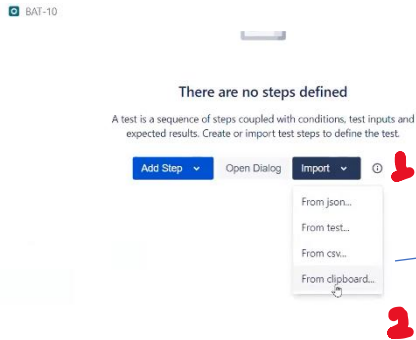 BAT-10
There are no steps defined
A test is a sequence of steps coupled with conditions, test inputs and
expected results. Create or import test steps to define the test.
Add Step Open Dialog Import 1
From json...
From test...
From csv...
From clipboard...
2